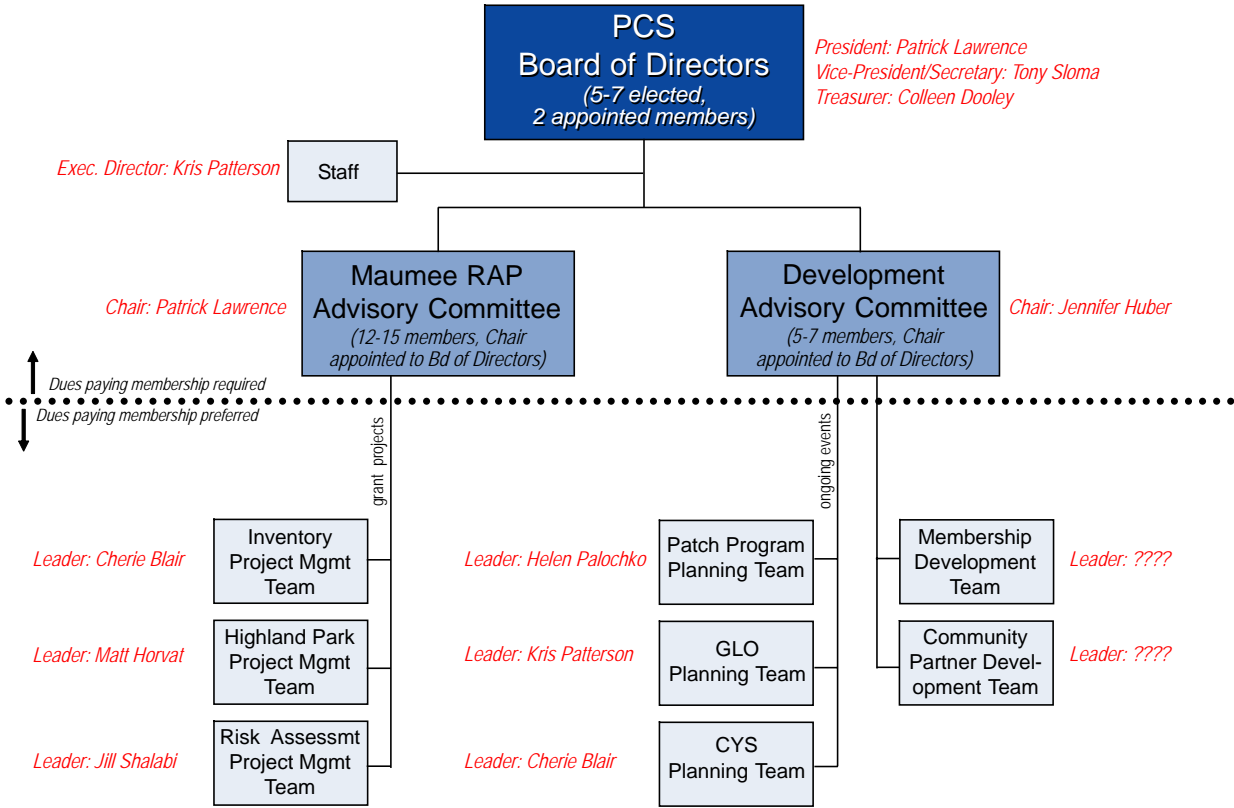 PCS
Board of Directors
(5-7 elected,
2 appointed members)
President: Patrick Lawrence
Vice-President/Secretary: Tony Sloma
Treasurer: Colleen Dooley
Exec. Director: Kris Patterson
Staff
Chair: Patrick Lawrence
Maumee RAP
Advisory Committee
(12-15 members, Chair
appointed to Bd of Directors)
Development
Advisory Committee
(5-7 members, Chair
appointed to Bd of Directors)
Chair: Jennifer Huber
Dues paying membership required
Dues paying membership preferred
grant projects
ongoing events
Leader: Cherie Blair
Inventory
Project Mgmt
Team
Leader: Helen Palochko
Patch Program
Planning Team
Membership
Development
Team
Leader: ????
Leader: Matt Horvat
Highland Park
Project Mgmt
Team
Leader: Kris Patterson
GLO
Planning Team
Community
Partner Devel-
opment Team
Leader: ????
Leader: Jill Shalabi
Risk Assessmt
Project Mgmt
Team
Leader: Cherie Blair
CYS
Planning Team